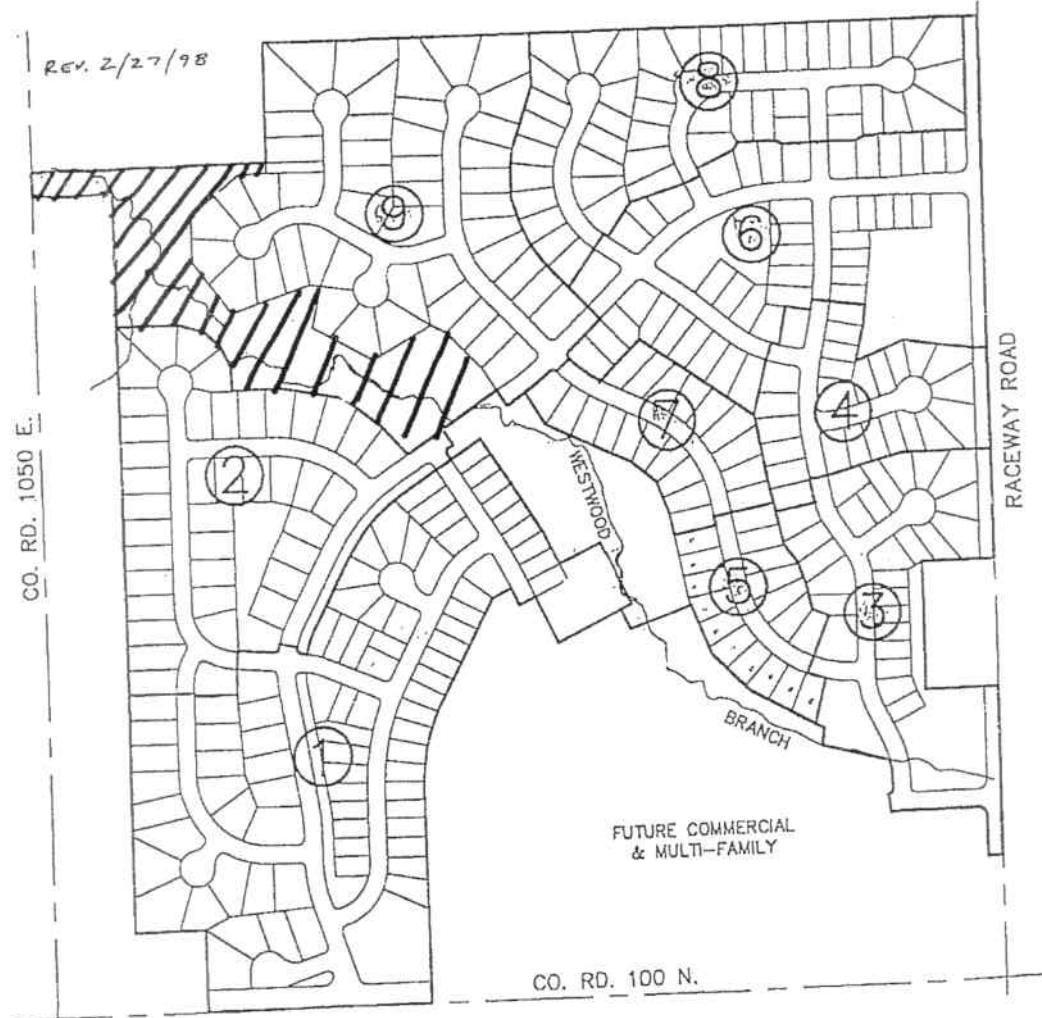 REV. 2/27/98
8
9
6
CO. RD. 1050 E.
RACEWAY ROAD
7
4
2
WESTWOOD
5
3
BRANCH
1
FUTURE COMMERCIAL
& MULTI-FAMILY
CO. RD. 100 N.